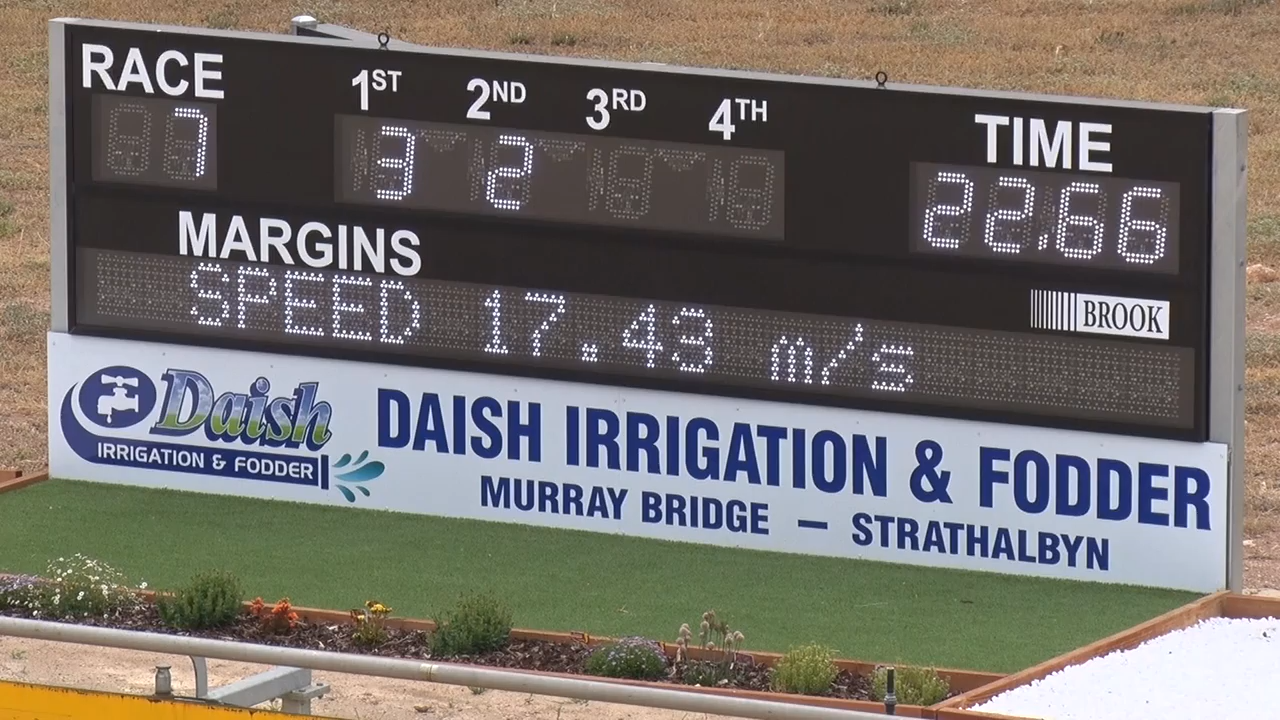 RACE 1ST 2ND 3RD 4TH TIME
7 3 2 22.66
MARGINS
BROOK
SPEED 17.49 m/s
Daish
IRRIGATION & FODDER
DAISH IRRIGATION & FODDER
MURRAY BRIDGE – STRATHALBYN